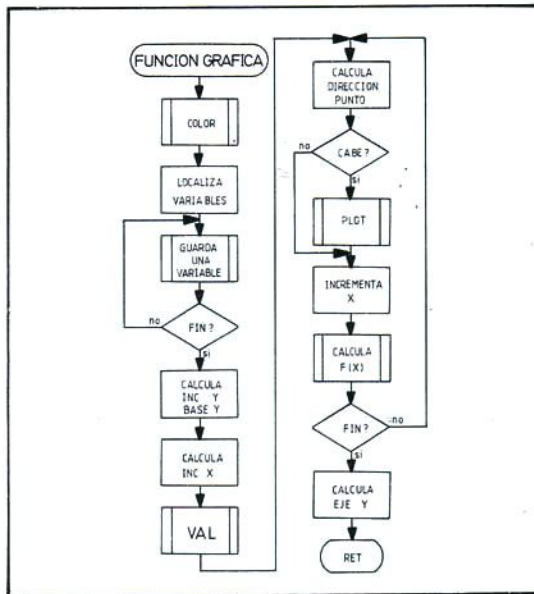 FUNCION GRAFICA
COLOR
LOCALIZA
VARIABLES
GUARDA
UNA
VARIABLE
no
FIN?
si
CALCULA
INC Y
BASE Y
CALCULA
INC X
VAL
CALCULA
DIRECCION
PUNTO
no
CABE?
si
PLOT
INCREMENTA
X
CALCULA
F(X)
FIN?
no
si
CALCULA
EJE Y
RET